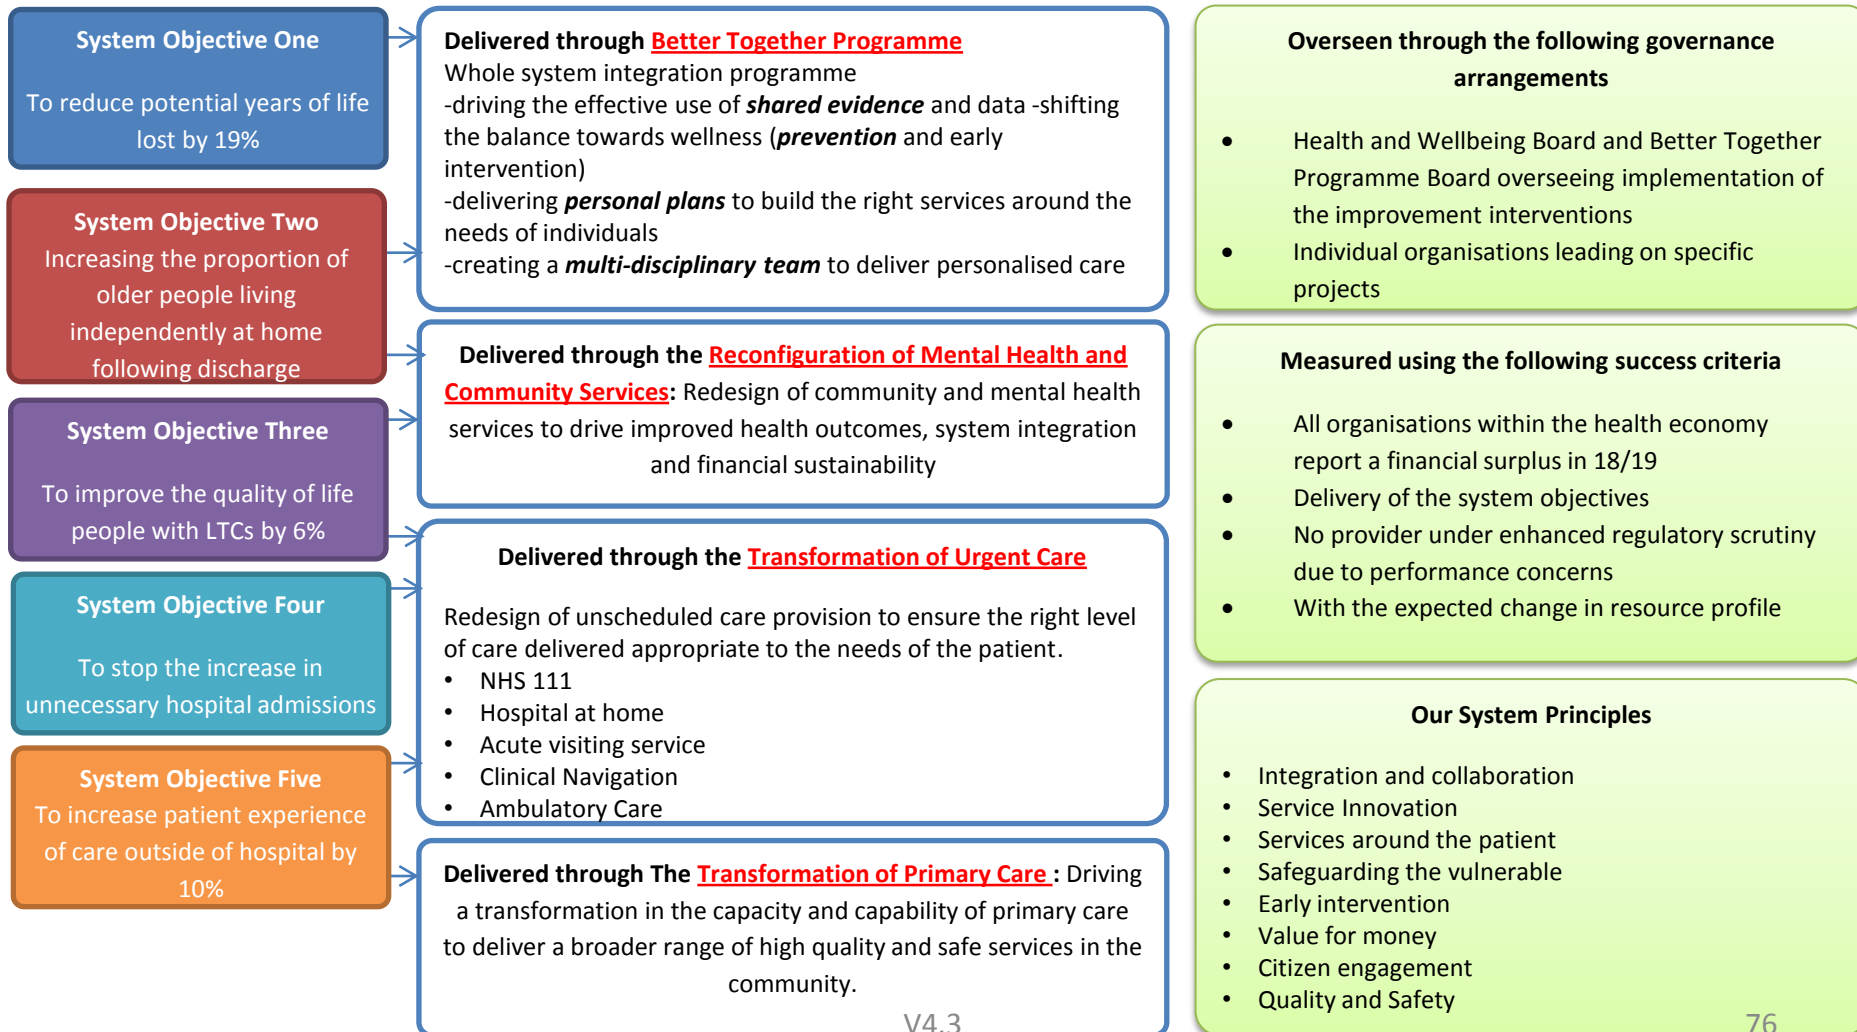 System Objective One
To reduce potential years of life
lost by 19%
System Objective Two
Increasing the proportion of
older people living
independently at home
following discharge
System Objective Three
To improve the quality of life
people with LTCs by 6%
System Objective Four
To stop the increase in
unnecessary hospital admissions
System Objective Five
To increase patient experience
of care outside of hospital by
10%
Delivered through Better Together Programme
Whole system integration programme
-driving the effective use of shared evidence and data -shifting
the balance towards wellness (prevention and early
intervention)
-delivering personal plans to build the right services around the
needs of individuals
-creating a multi-disciplinary team to deliver personalised care
Delivered through the Reconfiguration of Mental Health and
Community Services: Redesign of community and mental health
services to drive improved health outcomes, system integration
and financial sustainability
Delivered through the Transformation of Urgent Care
Redesign of unscheduled care provision to ensure the right level
of care delivered appropriate to the needs of the patient.
• NHS 111
• Hospital at home
• Acute visiting service
• Clinical Navigation
• Ambulatory Care
Delivered through The Transformation of Primary Care : Driving
a transformation in the capacity and capability of primary care
to deliver a broader range of high quality and safe services in the
community.
Overseen through the following governance
arrangements
• Health and Wellbeing Board and Better Together
Programme Board overseeing implementation of
the improvement interventions
• Individual organisations leading on specific
projects
Measured using the following success criteria
• All organisations within the health economy
report a financial surplus in 18/19
• Delivery of the system objectives
• No provider under enhanced regulatory scrutiny
due to performance concerns
• With the expected change in resource profile
Our System Principles
• Integration and collaboration
• Service Innovation
• Services around the patient
• Safeguarding the vulnerable
• Early intervention
• Value for money
• Citizen engagement
• Quality and Safety
V4.3
76